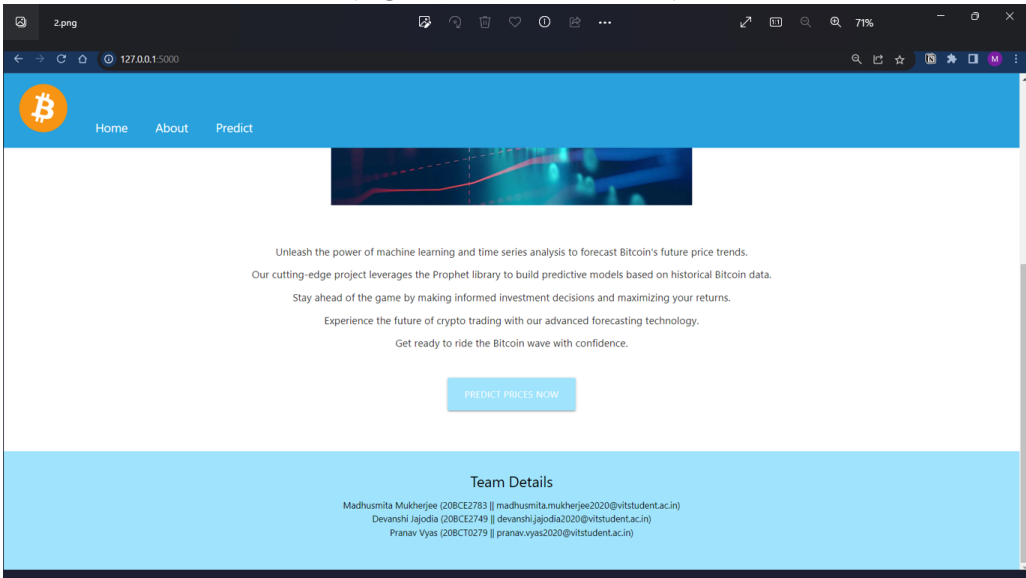 2.png
71%
127.0.0.1:5000
M
Home About Predict
Unleash the power of machine learning and time series analysis to forecast Bitcoin's future price trends.
Our cutting-edge project leverages the Prophet library to build predictive models based on historical Bitcoin data.
Stay ahead of the game by making informed investment decisions and maximizing your returns.
Experience the future of crypto trading with our advanced forecasting technology.
Get ready to ride the Bitcoin wave with confidence.
PREDICT PRICES NOW
Team Details
Madhusmita Mukherjee (20BCE2783 || madhusmita.mukherjee2020@vitstudent.ac.in)
Devanshi Jajodia (20BCE2749 || devanshi.jajodia2020@vitstudent.ac.in)
Pranav Vyas (20BCT0279 || pranav.vyas2020@vitstudent.ac.in)